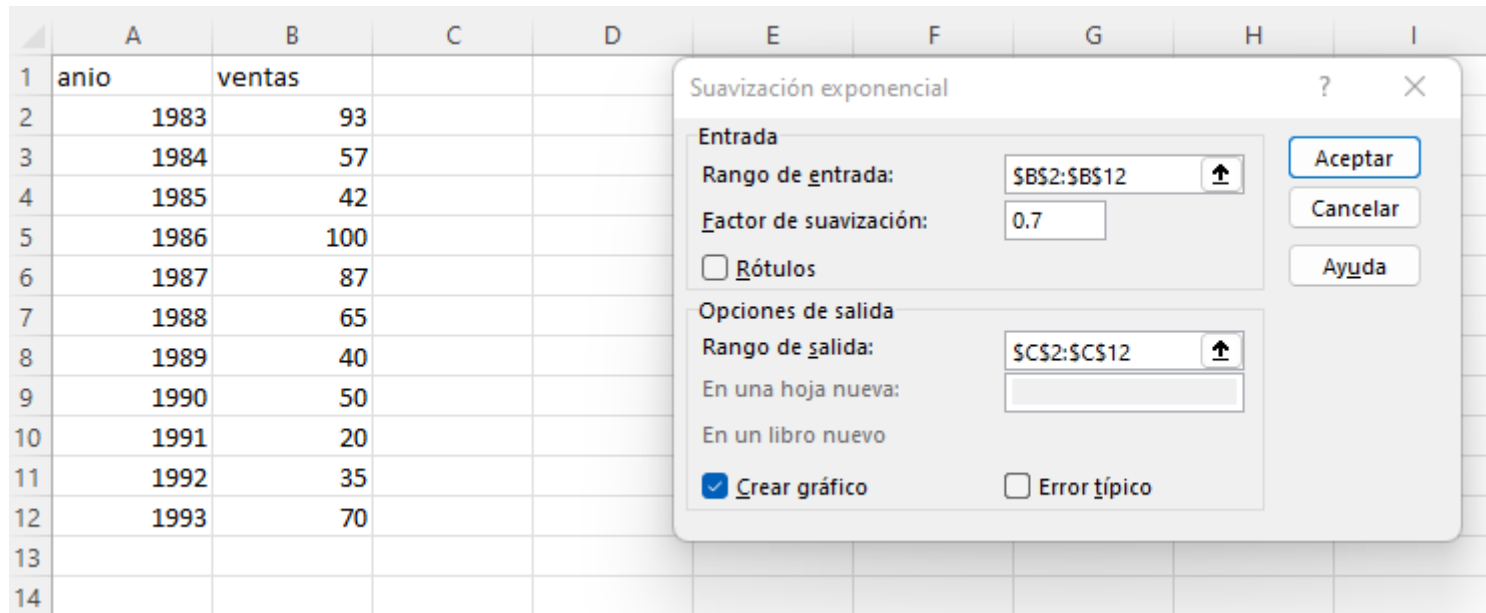 A B C D E F G H I
1 anio ventas
2 1983 93
3 1984 57
4 1985 42
5 1986 100
6 1987 87
7 1988 65
8 1989 40
9 1990 50
10 1991 20
11 1992 35
12 1993 70
13
14
Suavización exponencial ? ×
Entrada
Rango de entrada: $B$2:$B$12
Factor de suavización: 0.7
Rótulos
Aceptar
Cancelar
Ayuda
Opciones de salida
Rango de salida: $C$2:$C$12
En una hoja nueva:
En un libro nuevo
Crear gráfico Error típico